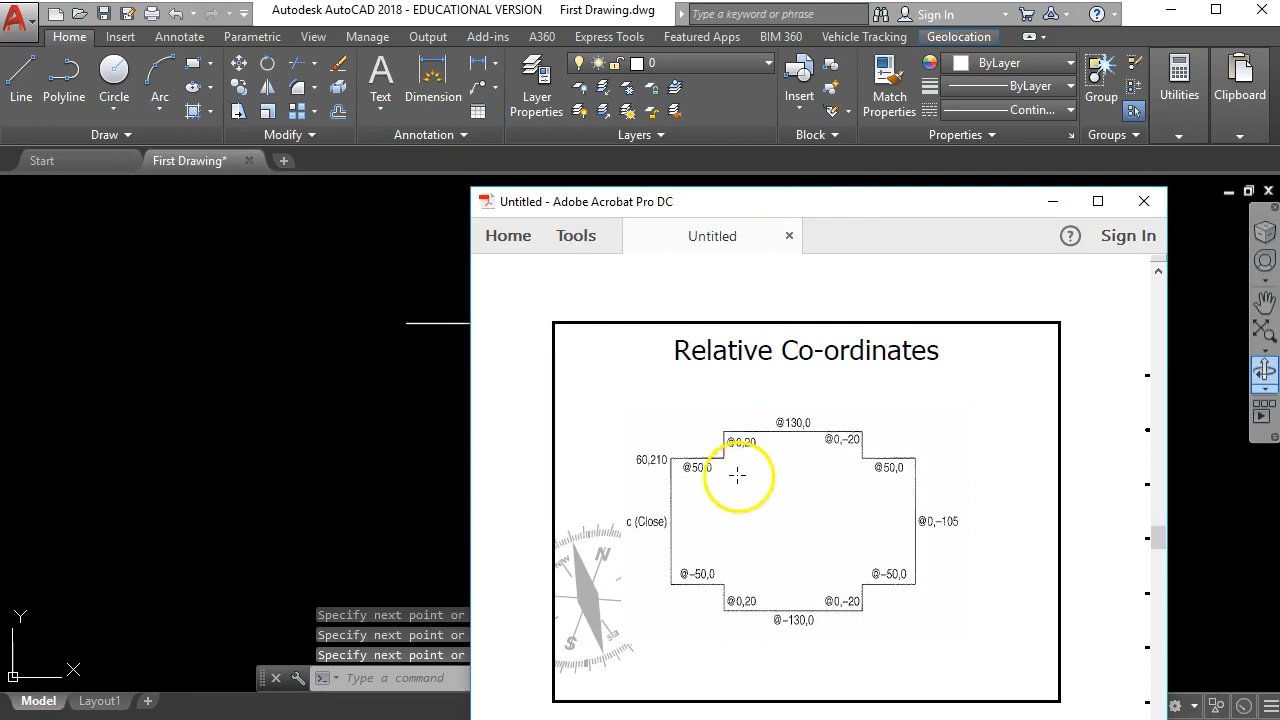 Autodesk AutoCAD 2018 - EDUCATIONAL VERSION First Drawing.dwg Type a keyword or phrase Sign In
Home Insert Annotate Parametric View Manage Output Add-ins A360 Express Tools Featured Apps BIM 360 Vehicle Tracking Geolocation
Line Polyline Circle Arc Text Dimension Layer Properties 0 Insert Match Properties ByLayer ByLayer Contin... Group Utilities Clipboard
Draw Modify Annotation Layers Block Properties Groups
Start First Drawing*
Untitled - Adobe Acrobat Pro DC
Home Tools Untitled Sign In
Relative Co-ordinates
@130,0
@0,20 @0,–20
60,210 @50,0 @50,0
c (Close) @0,–105
@–50,0 @–50,0
@0,20 @0,–20
@–130,0
N
NW
S
Y
X
Specify next point or
Specify next point or
Specify next point or
Type a command
Model Layout1